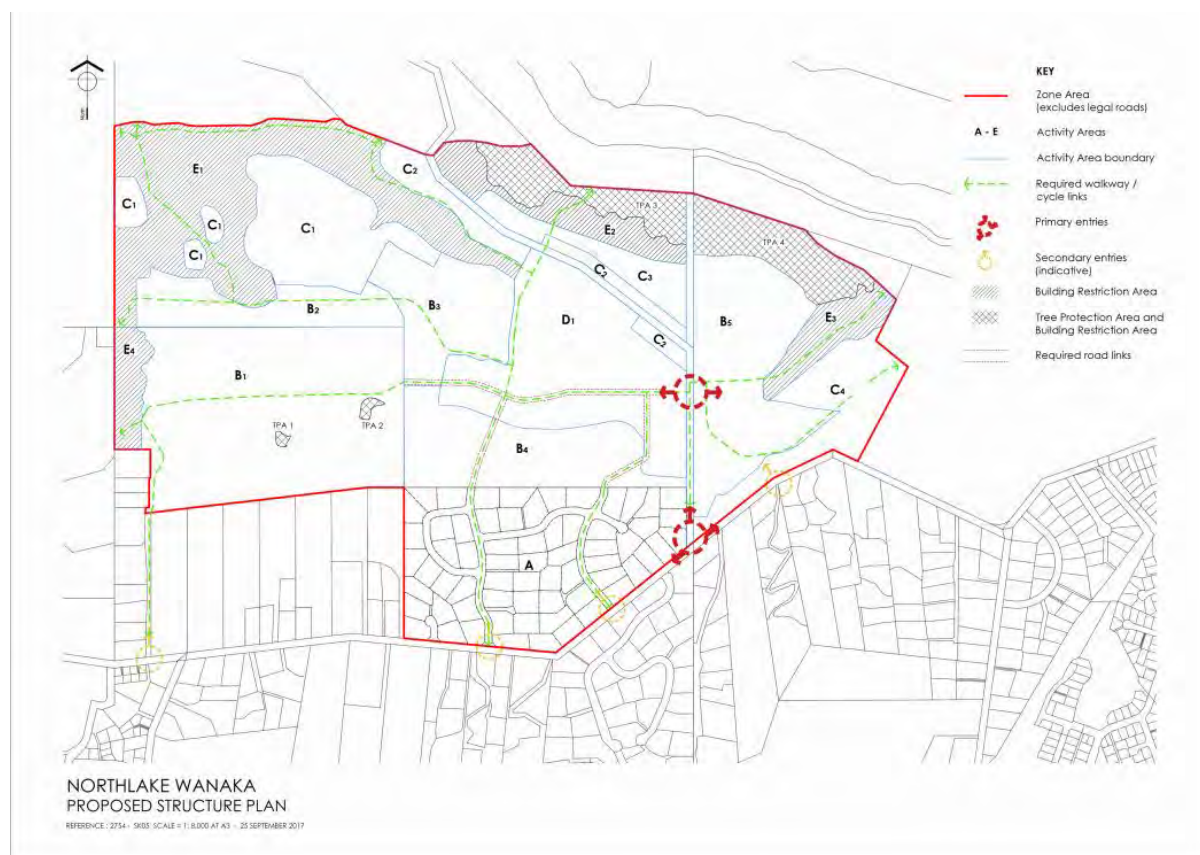 KEY
Zone Area
(excludes legal roads)
A - E
Activity Areas
Activity Area boundary
Required walkway /
cycle links
Primary entries
Secondary entries
(indicative)
Building Restriction Area
Tree Protection Area and
Building Restriction Area
Required road links
E1
C2
TPA 3
C1
C1
C1
E2
TPA 4
C1
C2
C3
B2
B3
D1
B5
E3
C2
E4
B1
C4
TPA 1
TPA 2
B4
A
NORTHLAKE WANAKA
PROPOSED STRUCTURE PLAN
REFERENCE : 2754 - SK05 SCALE = 1: 8,000 AT A3 - 25 SEPTEMBER 2017